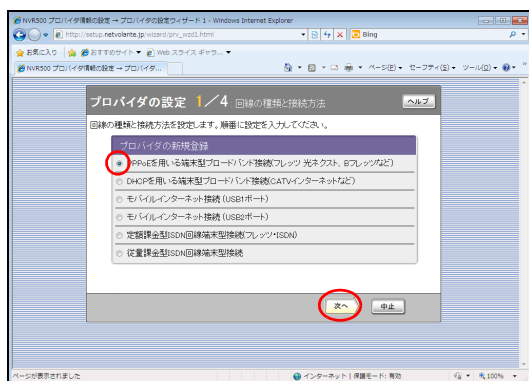 NVR500 プロバイダ情報の設定 → プロバイダの設定ウィザード 1 - Windows Internet Explorer
http://setup.netvolante.jp/wizard/prv_wzd1.html
Bing
お気に入り おすすめサイト Web スライス ギャラ...
NVR500 プロバイダ情報の設定 → プロバイダ...
ページ(P) セーフティ(S) ツール(O)
プロバイダの設定 1/4 回線の種類と接続方法 ヘルプ
回線の種類と接続方法を設定します。順番に設定を入力してください。
プロバイダの新規登録
PPPoEを用いる端末型ブロードバンド接続(フレッツ 光ネクスト、Bフレッツなど)
DHCPを用いる端末型ブロードバンド接続(CATVインターネットなど)
モバイルインターネット接続 (USB1ポート)
モバイルインターネット接続 (USB2ポート)
定額課金型ISDN回線端末型接続(フレッツ・ISDN)
従量課金型ISDN回線端末型接続
次へ 中止
ページが表示されました
インターネット | 保護モード: 有効
100%